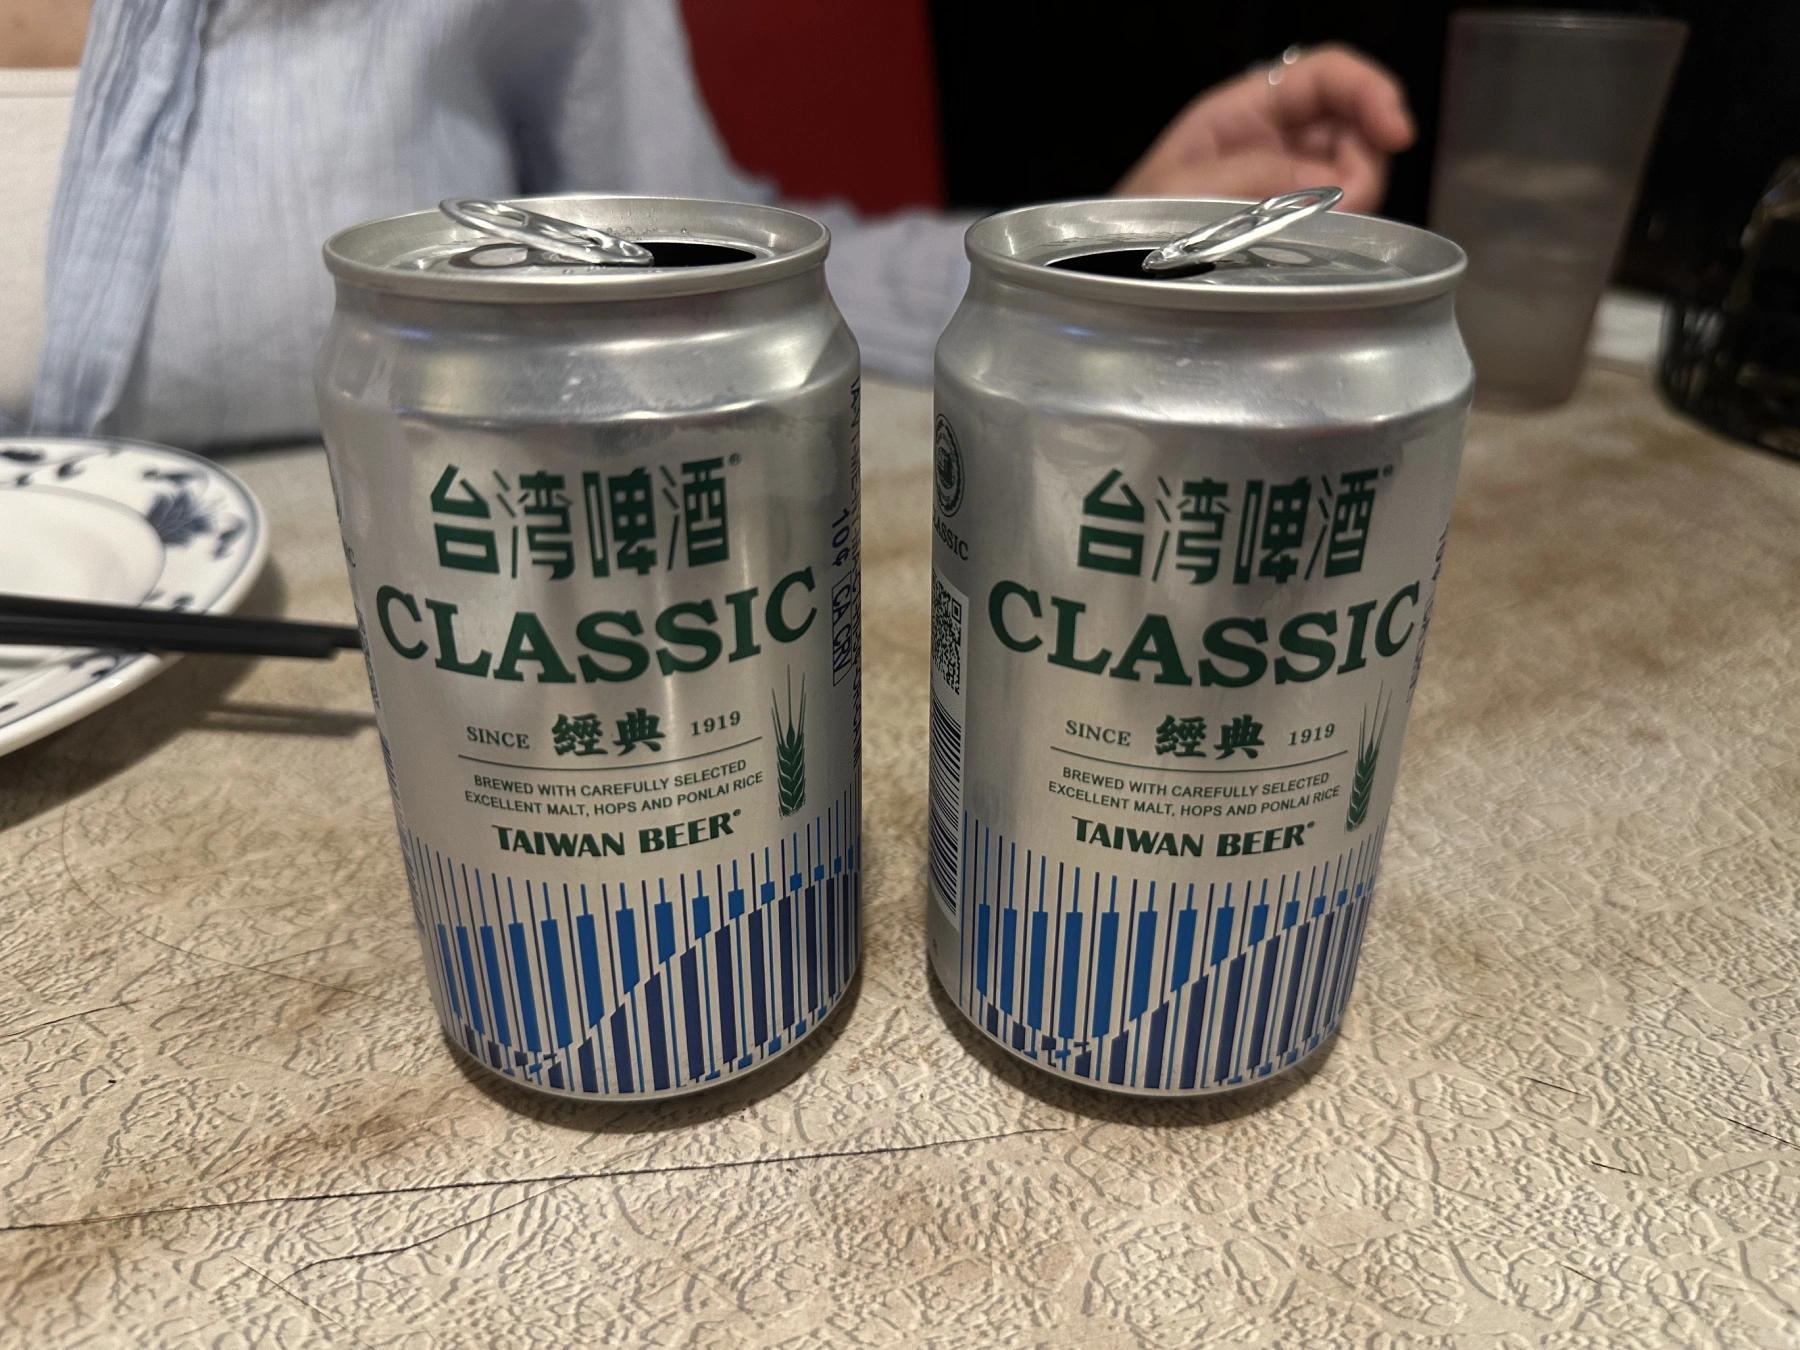 台湾啤酒®
CLASSIC
SINCE 經典 1919
BREWED WITH CAREFULLY SELECTED
EXCELLENT MALT, HOPS AND PONLAI RICE
TAIWAN BEER®
10¢ CA CRV
台湾啤酒®
CLASSIC
SINCE 經典 1919
BREWED WITH CAREFULLY SELECTED
EXCELLENT MALT, HOPS AND PONLAI RICE
TAIWAN BEER®